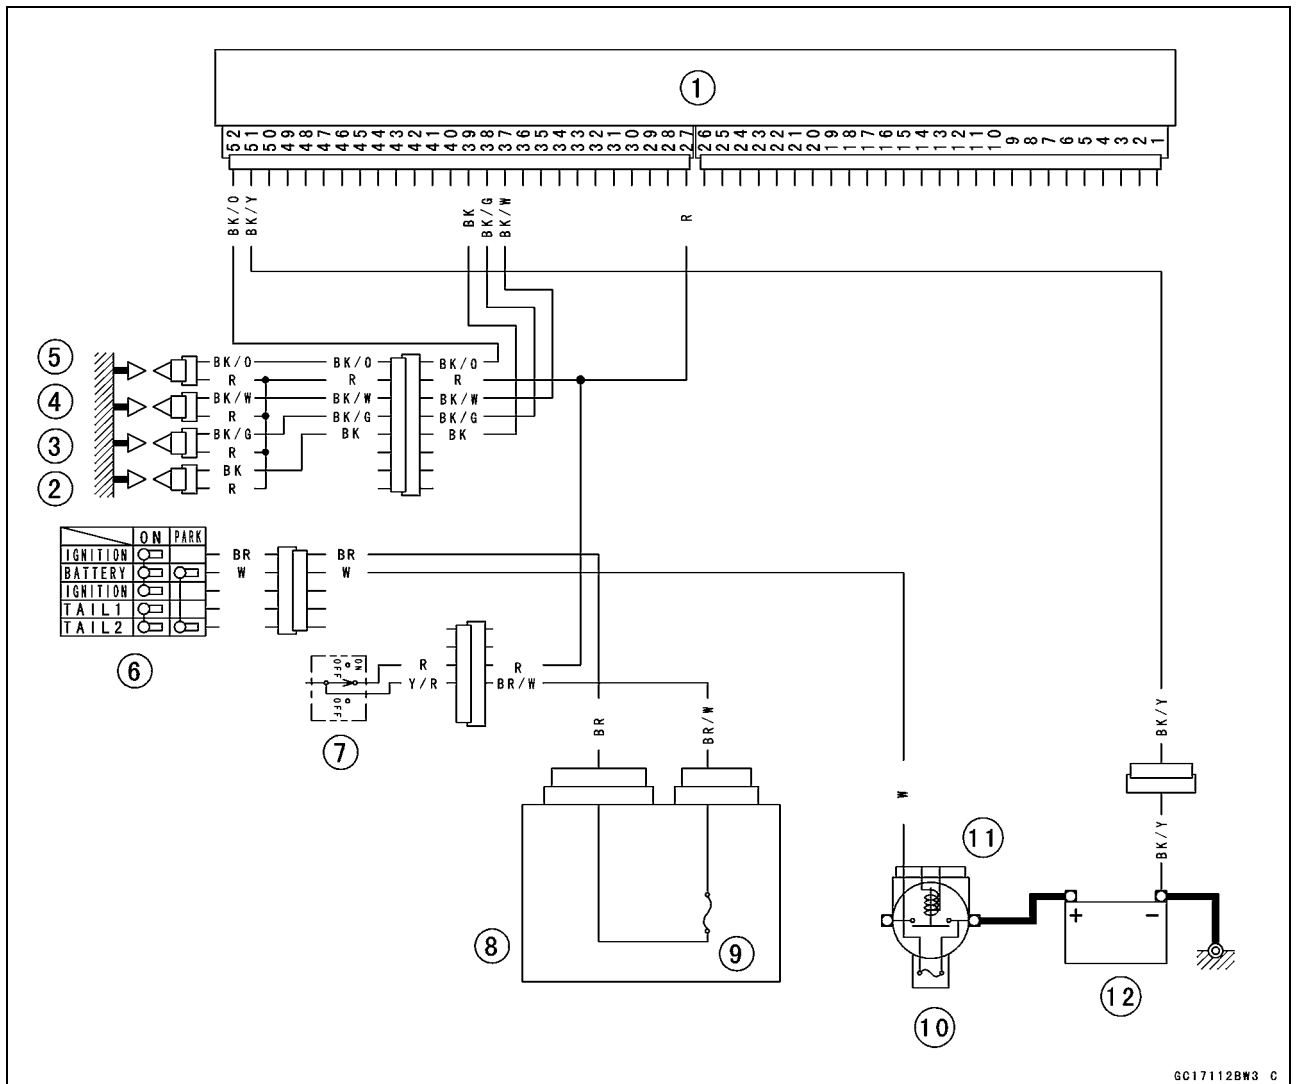 1
52 51 50 49 48 47 46 45 44 43 42 41 40 39 38 37 36 35 34 33 32 31 30 29 28 27 26 25 24 23 22 21 20 19 18 17 16 15 14 13 12 11 10 9 8 7 6 5 4 3 2 1
BK/O BK/Y BK BK/G BK/W R
5 BK/O BK/O BK/O
R R R
4 BK/W BK/W BK/W
R BK/G BK/G
3 BK/G BK BK
R
BK
2 R
ON PARK
IGNITION BR BR
BATTERY W W
IGNITION
TAIL1
TAIL2
6
OFF ON R R
OFF Y/R BR/W
7
BR BR/W BK/Y
W
BK/Y
11
+ −
8 9
12
10
GC17112BW3 C